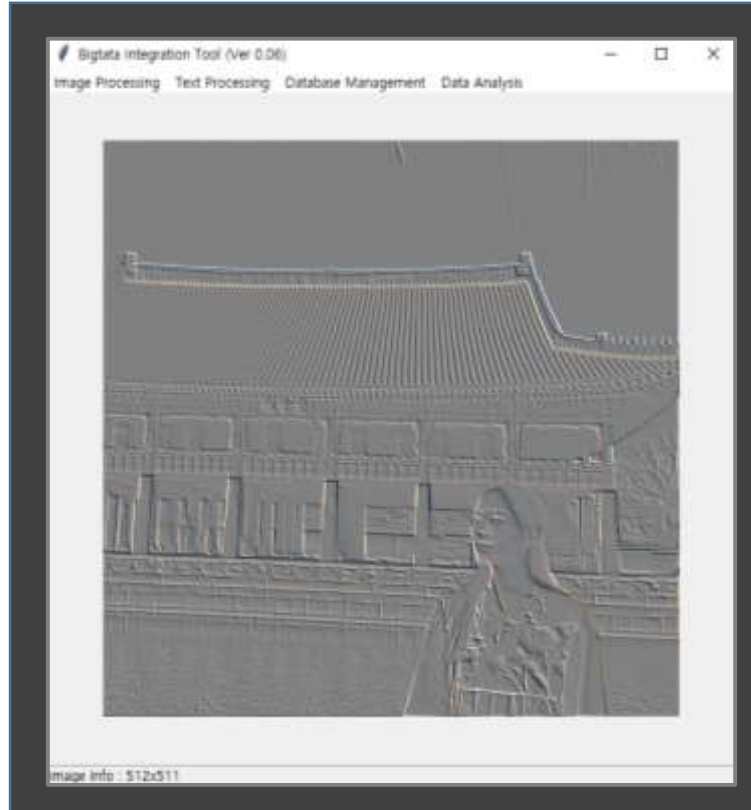 Bigtata Integration Tool (Ver 0.06)
Image Processing Text Processing Database Management Data Analysis
Image Info : 512x511